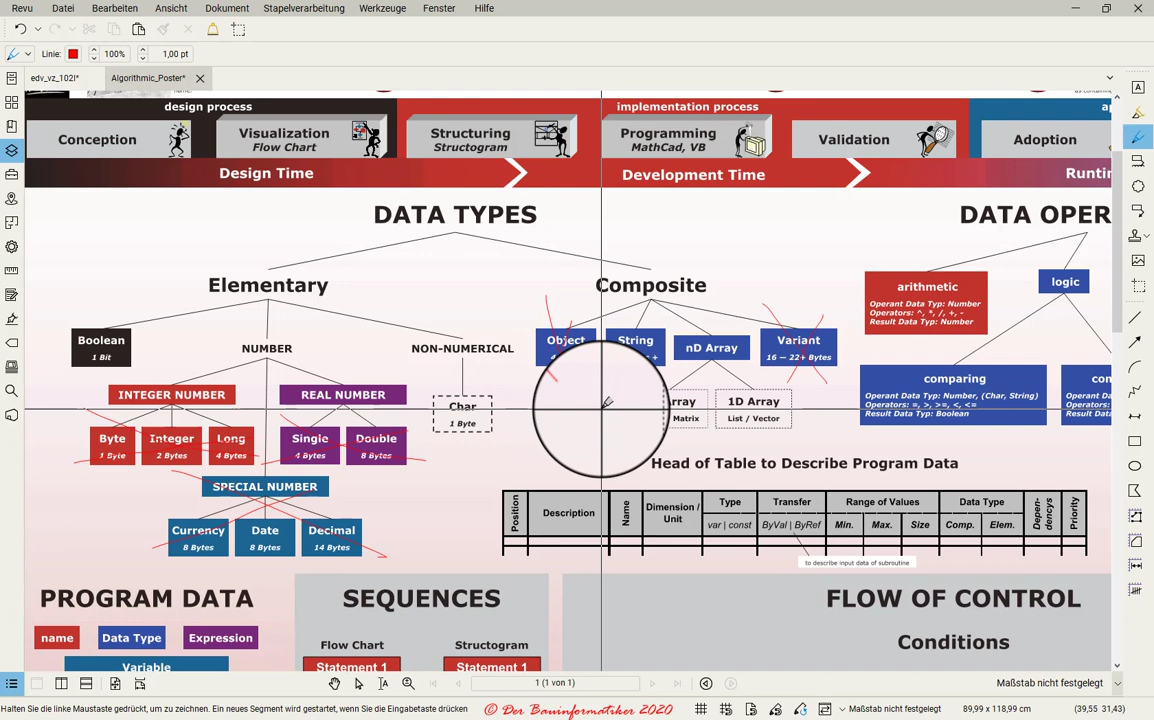 Revu Datei Bearbeiten Ansicht Dokument Stapelverarbeitung Werkzeuge Fenster Hilfe
Linie: 100% 1,00 pt
edv_vz_102l* Algorithmic_Poster*
design process implementation process
Conception Visualization Flow Chart Structuring Structogram Programming MathCad, VB Validation Adoption
Design Time Development Time
DATA TYPES DATA OPER
Elementary Composite
arithmetic
Operant Data Typ: Number
Operators: ^, *, /, +, -
Result Data Typ: Number
logic
Boolean
1 Bit
NUMBER NON-NUMERICAL
Object String nD Array Variant
16 — 22+ Bytes
INTEGER NUMBER REAL NUMBER
Char
1 Byte
rray
Matrix
1D Array
List / Vector
comparing
Operant Data Typ: Number, (Char, String)
Operators: =, >, >=, <, <=
Result Data Typ: Boolean
Byte Integer Long Single Double
1 Byte 2 Bytes 4 Bytes 4 Bytes 8 Bytes
Head of Table to Describe Program Data
SPECIAL NUMBER
Currency Date Decimal
8 Bytes 8 Bytes 14 Bytes
Position Description Name Dimension / Unit Type Transfer Range of Values Data Type Depen-dencys Priority
var | const ByVal | ByRef Min. Max. Size Comp. Elem.
to describe input data of subroutine
PROGRAM DATA SEQUENCES FLOW OF CONTROL
name Data Type Expression
Flow Chart Structogram
Conditions
Variable
Statement 1 Statement 1
1 (1 von 1) Maßstab nicht festgelegt
Halten Sie die linke Maustaste gedrückt, um zu zeichnen. Ein neues Segment wird gestartet, wenn Sie die Eingabetaste drücken
© Der Bauinformatiker 2020
Maßstab nicht festgelegt 89,99 x 118,99 cm (39,55 31,43)